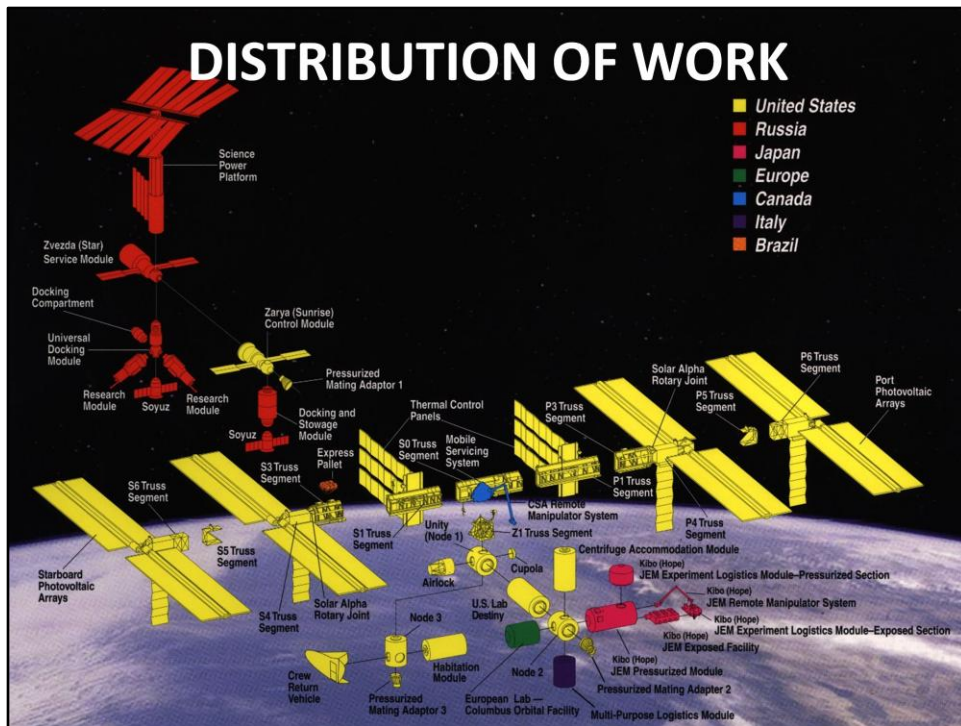 DISTRIBUTION OF WORK
United States
Russia
Japan
Europe
Canada
Italy
Brazil
Science
Power
Platform
Zvezda (Star)
Service Module
Docking
Compartment
Universal
Docking
Module
Research
Module
Soyuz
Research
Module
Zarya (Sunrise)
Control Module
Pressurized
Mating Adaptor 1
Docking and
Stowage
Module
Soyuz
Express
Pallet
Thermal Control
Panels
S0 Truss
Segment
Mobile
Servicing
System
P3 Truss
Segment
Solar Alpha
Rotary Joint
P5 Truss
Segment
P6 Truss
Segment
Port
Photovoltaic
Arrays
S6 Truss
Segment
S3 Truss
Segment
S5 Truss
Segment
Starboard
Photovoltaic
Arrays
S4 Truss
Segment
Solar Alpha
Rotary Joint
S1 Truss
Segment
Unity
(Node 1)
CSA Remote
Manipulator System
Z1 Truss Segment
P1 Truss
Segment
P4 Truss
Segment
Airlock
Cupola
Centrifuge Accommodation Module
U.S. Lab
Destiny
Kibo (Hope)
JEM Experiment Logistics Module–Pressurized Section
Kibo (Hope)
JEM Remote Manipulator System
Kibo (Hope)
JEM Experiment Logistics Module–Exposed Section
Kibo (Hope)
JEM Exposed Facility
Kibo (Hope)
JEM Pressurized Module
Node 3
Habitation
Module
Crew
Return
Vehicle
Pressurized
Mating Adaptor 3
Node 2
European Lab —
Columbus Orbital Facility
Pressurized Mating Adapter 2
Multi-Purpose Logistics Module